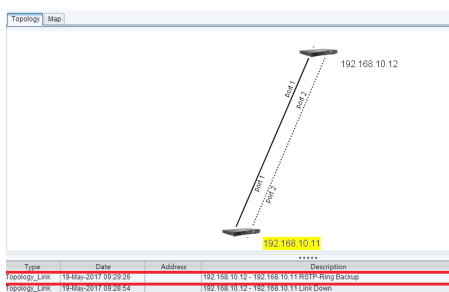 Topology Map
192.168.10.12
port 1
port 2
port 1
port 2
192.168.10.11
Type Date Address Description
Topology_Link 19-May-2017 09:29:26 192.168.10.12 - 192.168.10.11 RSTP-Ring Backup
Topology_Link 19-May-2017 09:28:54 192.168.10.12 - 192.168.10.11 Link Down